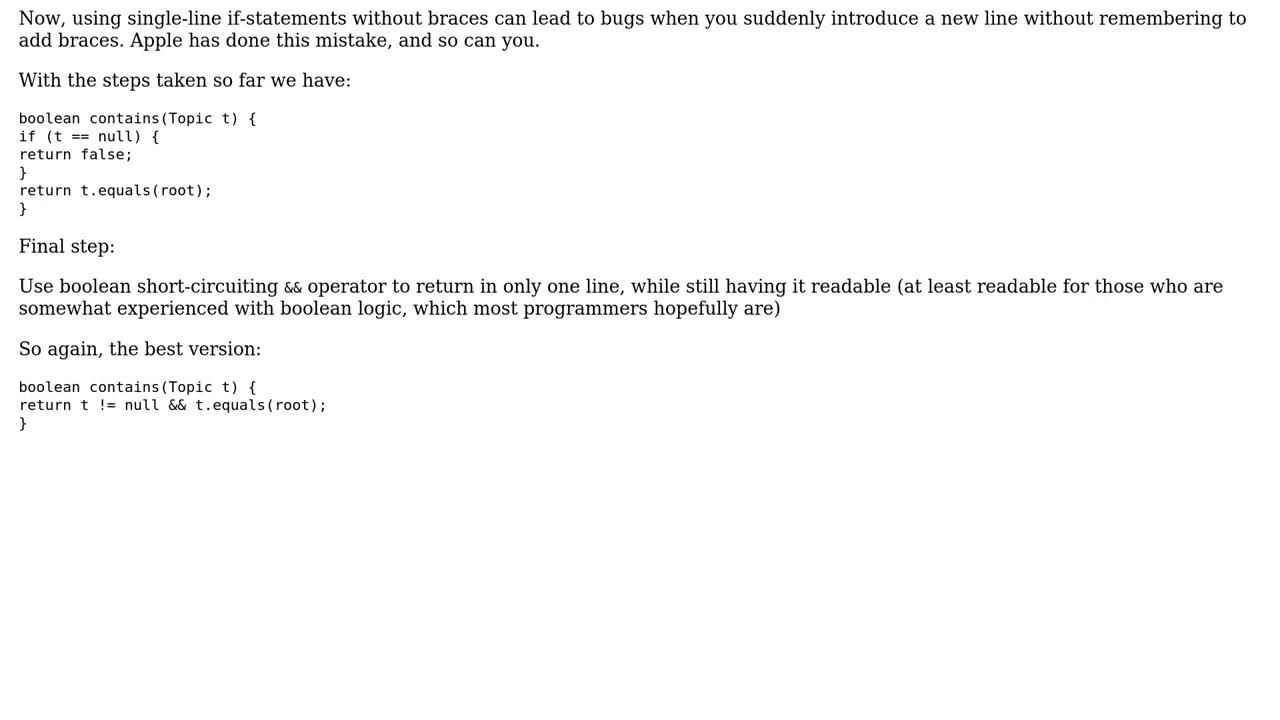 Now, using single-line if-statements without braces can lead to bugs when you suddenly introduce a new line without remembering to
add braces. Apple has done this mistake, and so can you.
With the steps taken so far we have:
boolean contains(Topic t) {
if (t == null) {
return false;
}
return t.equals(root);
}
Final step:
Use boolean short-circuiting && operator to return in only one line, while still having it readable (at least readable for those who are
somewhat experienced with boolean logic, which most programmers hopefully are)
So again, the best version:
boolean contains(Topic t) {
return t != null && t.equals(root);
}